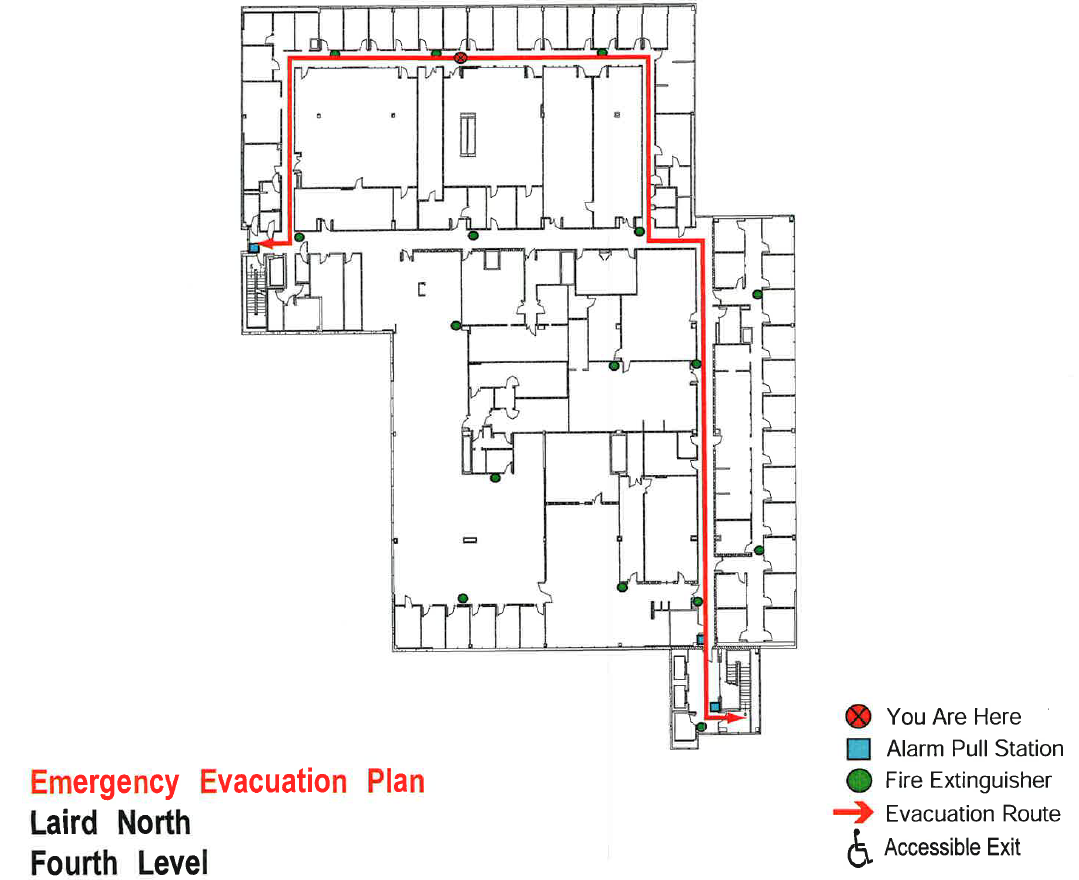 You Are Here
Alarm Pull Station
Fire Extinguisher
Evacuation Route
Accessible Exit
Emergency Evacuation Plan
Laird North
Fourth Level